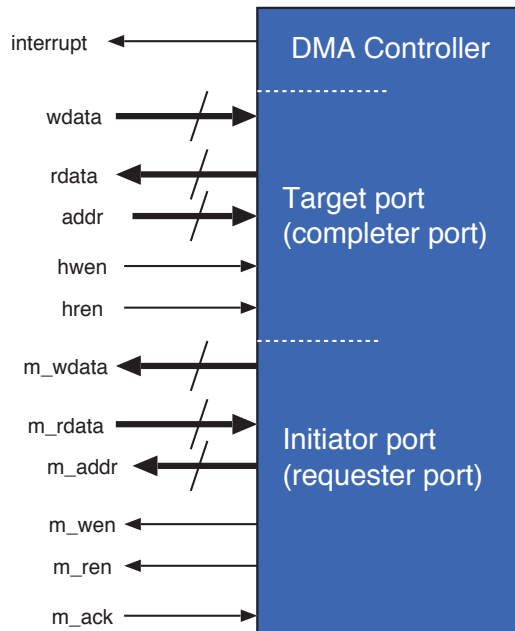 DMA Controller
interrupt
wdata
rdata
addr
hwen
hren
Target port
(completer port)
m_wdata
m_rdata
m_addr
m_wen
m_ren
m_ack
Initiator port
(requester port)